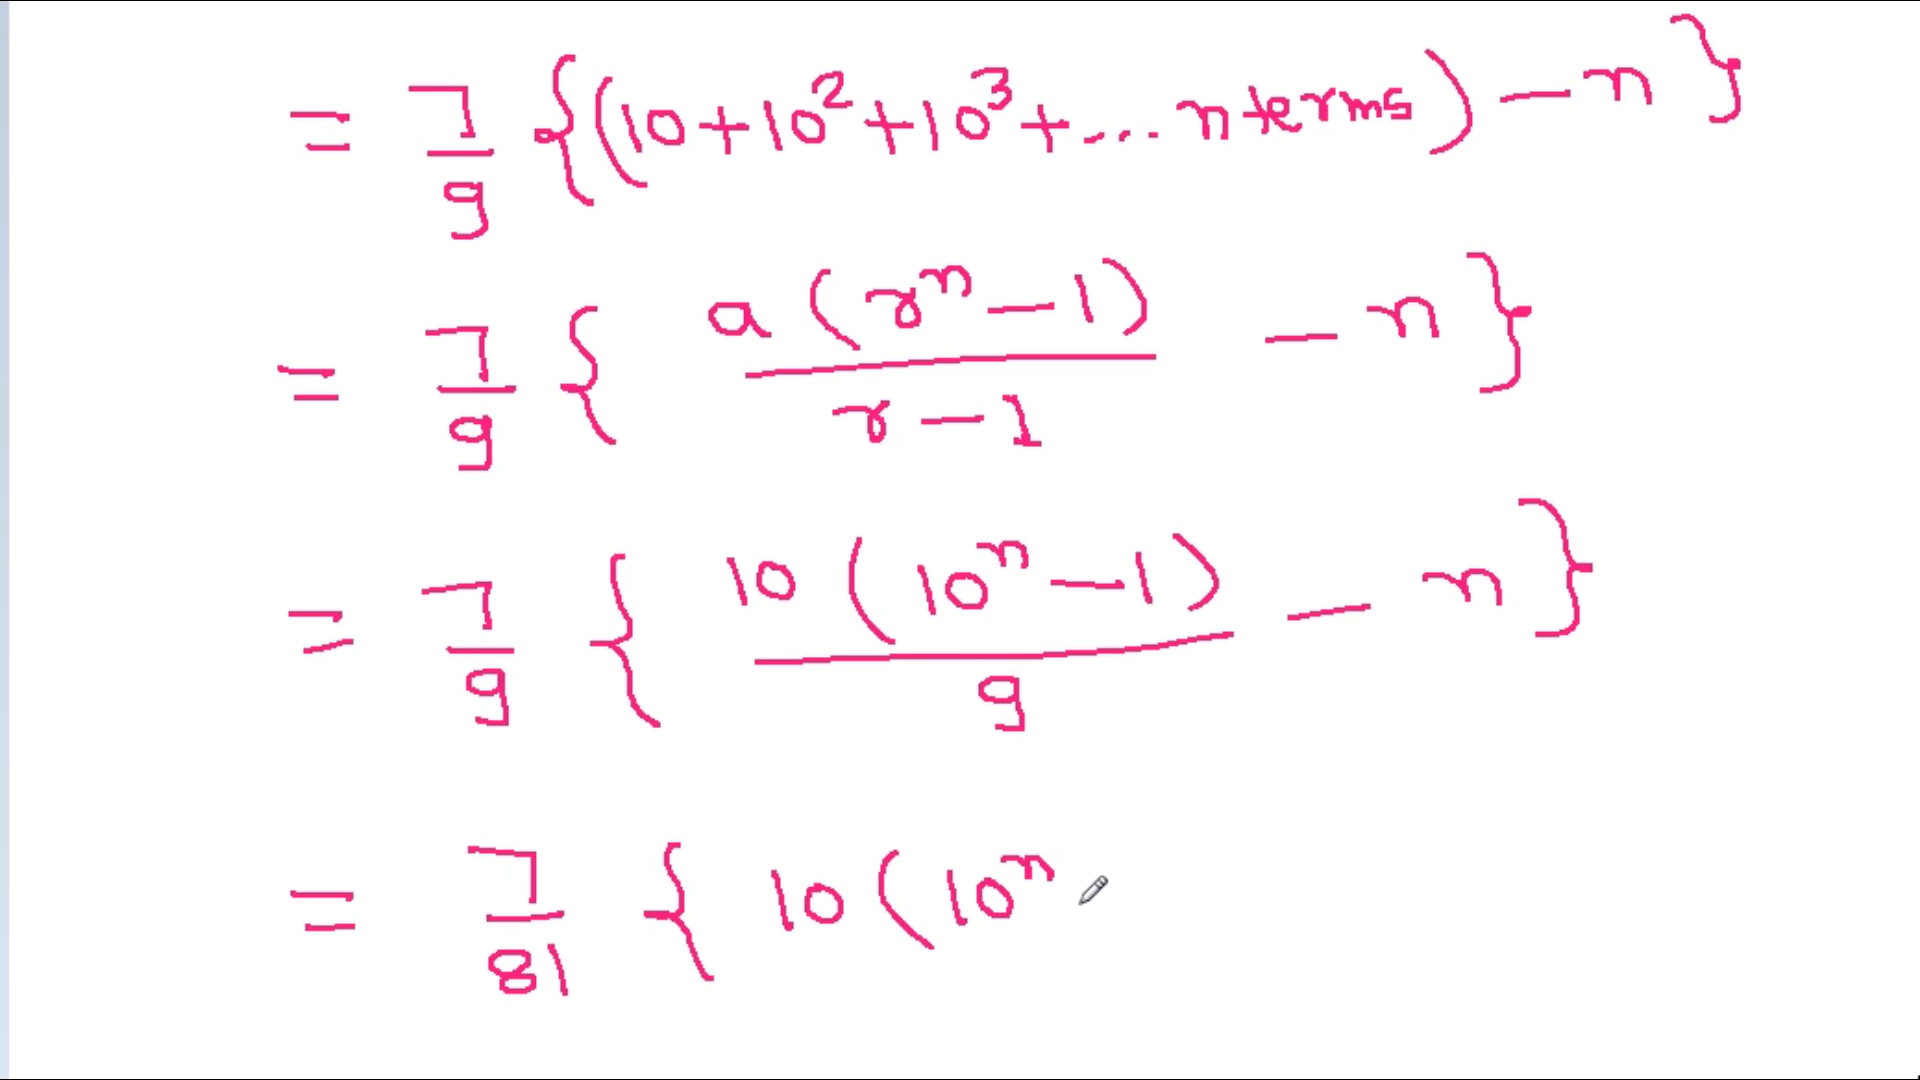 = 7/9 {(10+10²+10³+... n terms) - n}
= 7/9 { a(rⁿ-1)/(r-1) - n}
= 7/9 { 10(10ⁿ-1)/9 - n}
= 7/81 { 10(10ⁿ